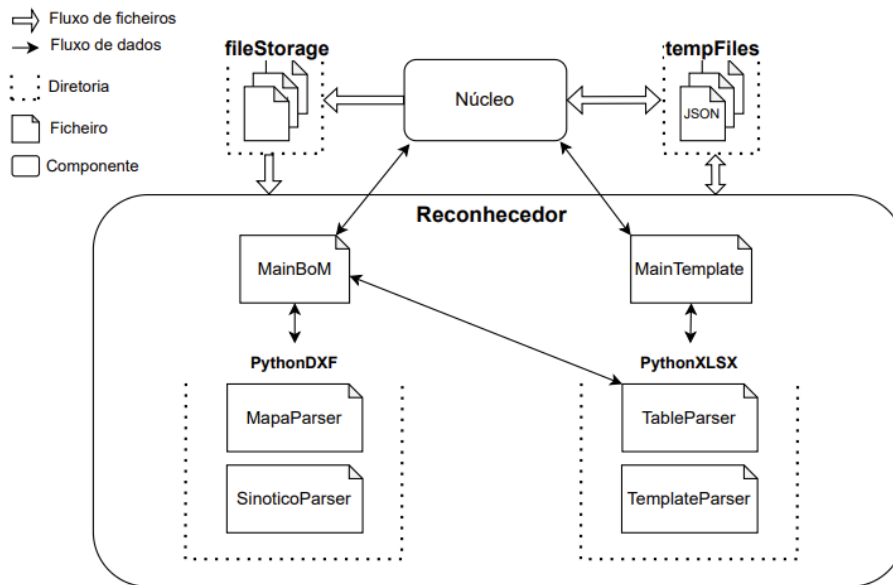 Fluxo de ficheiros
Fluxo de dados
Diretoria
Ficheiro
Componente
fileStorage
Núcleo
tempFiles
JSON
Reconhecedor
MainBoM
MainTemplate
PythonDXF
PythonXLSX
MapaParser
TableParser
SinoticoParser
TemplateParser